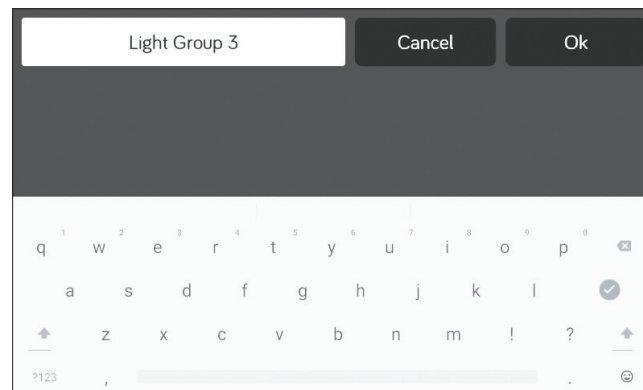 Light Group 3 Cancel Ok
1 2 3 4 5 6 7 8 9 0
q w e r t y u i o p
a s d f g h j k l
z x c v b n m ! ?
?123 , .